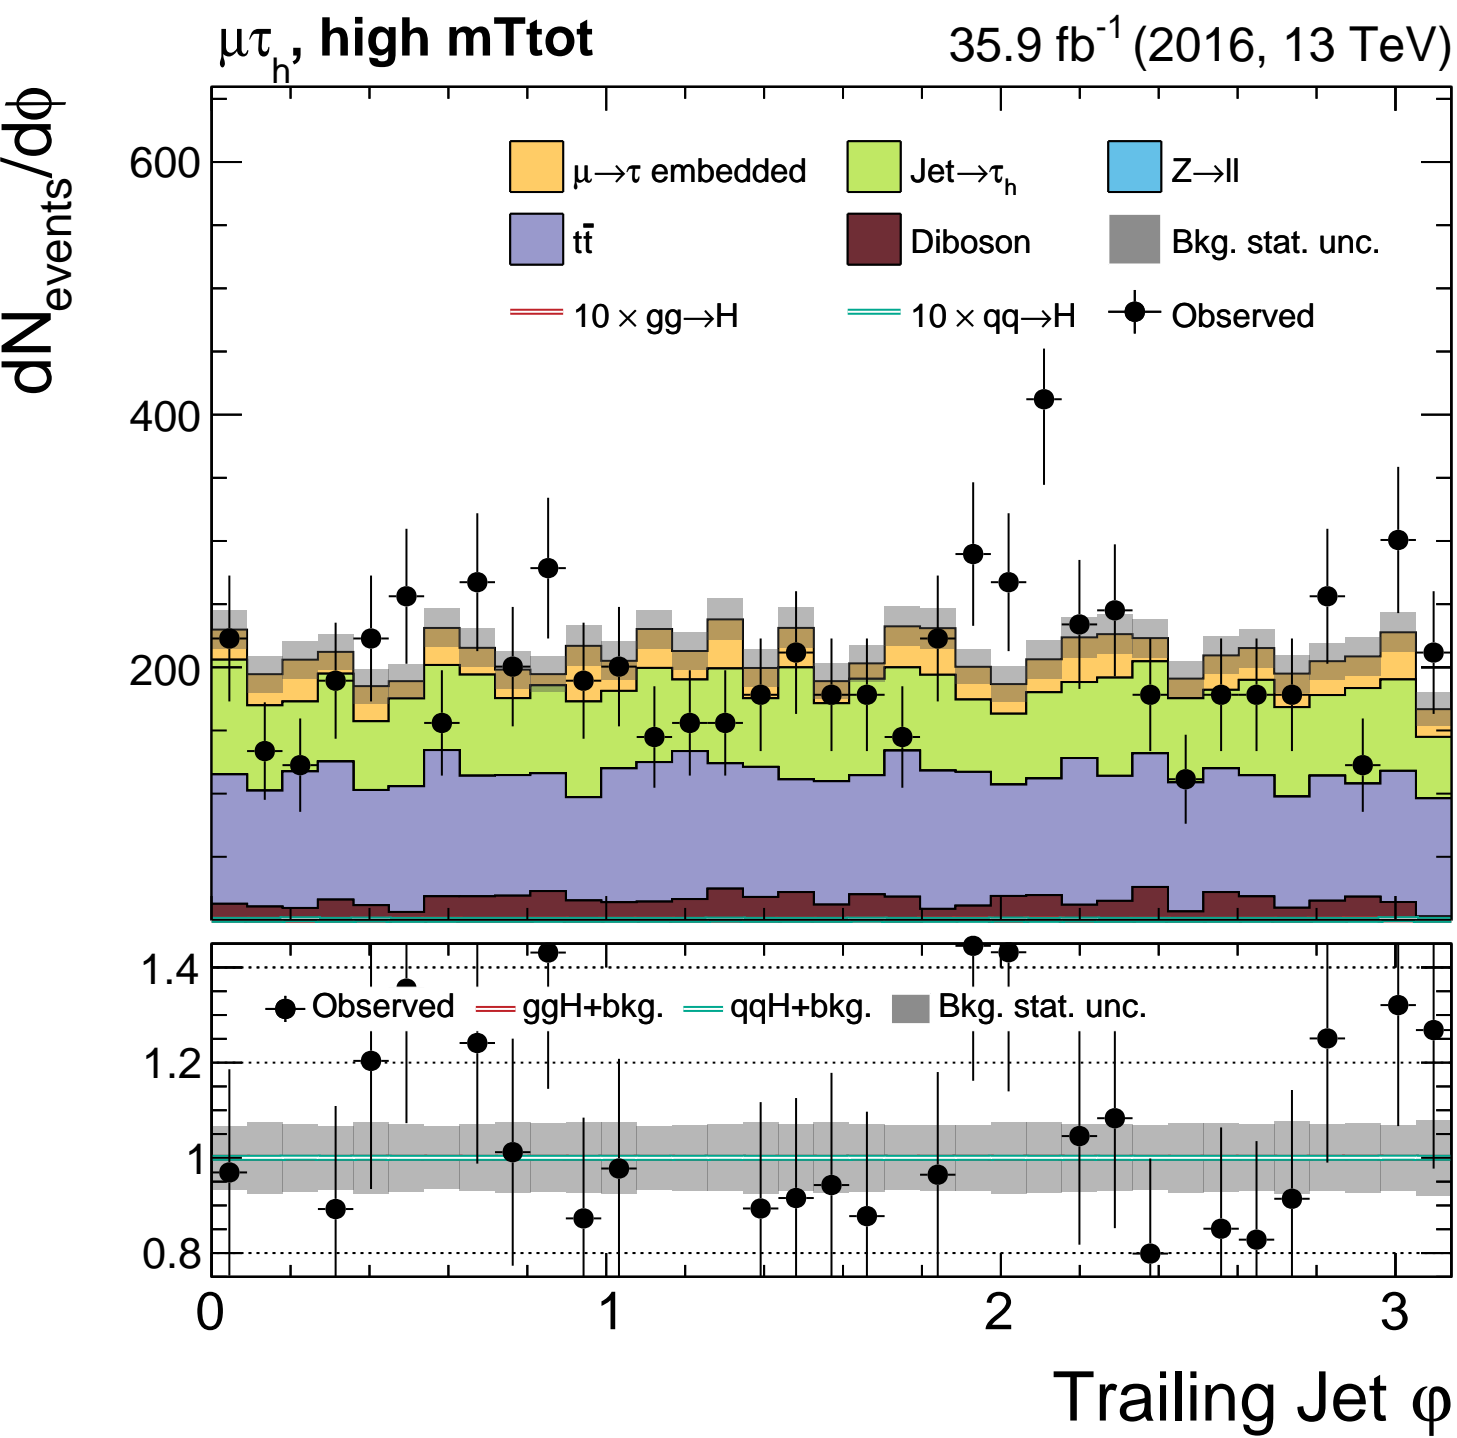 μτh, high mTtot
35.9 fb-1 (2016, 13 TeV)
dNevents/dϕ
600
400
200
μ→τ embedded
Jet→τh
Z→ll
tt̄
Diboson
Bkg. stat. unc.
10 × gg→H
10 × qq→H
Observed
1.4
1.2
1
0.8
Observed
ggH+bkg.
qqH+bkg.
Bkg. stat. unc.
0
1
2
3
Trailing Jet φ